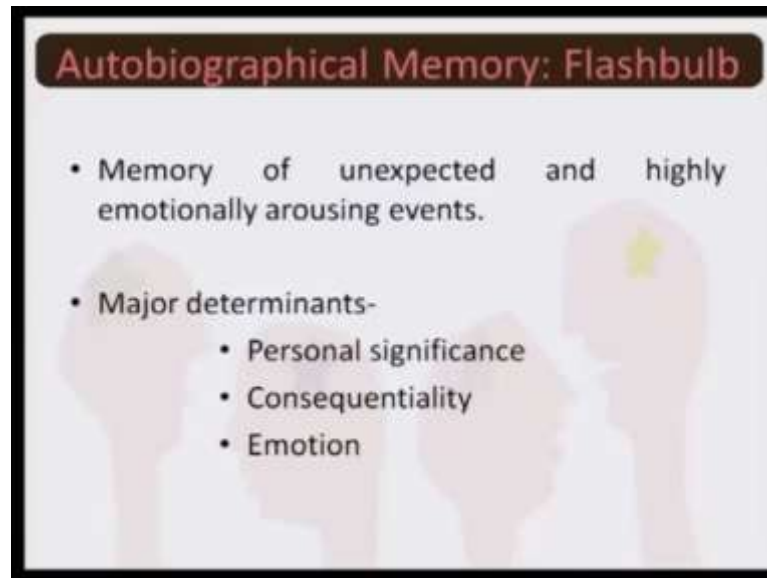 Autobiographical Memory: Flashbulb
• Memory of unexpected and highly
emotionally arousing events.
• Major determinants-
• Personal significance
• Consequentiality
• Emotion